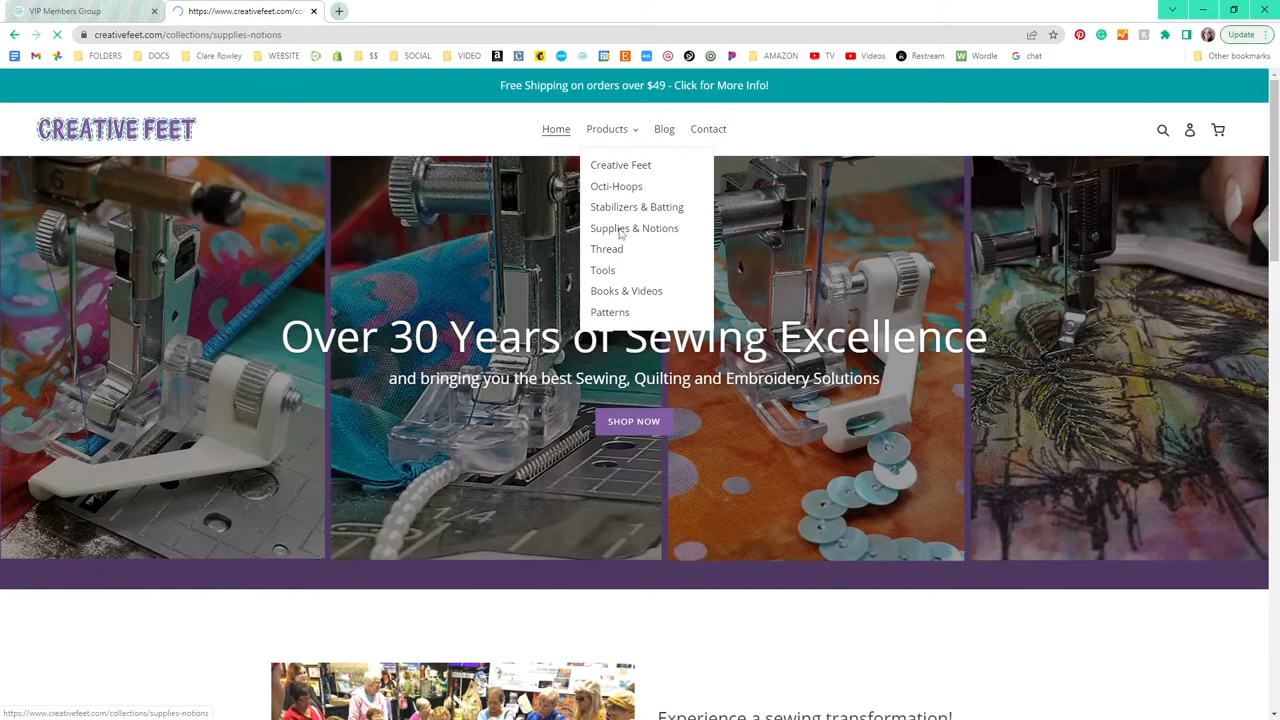 VIP Members Group
https://www.creativefeet.com/co
creativefeet.com/collections/supplies-notions
Update
FOLDERS
DOCS
Clare Rowley
WEBSITE
$$
SOCIAL
VIDEO
AMAZON
TV
Videos
Restream
Wordle
chat
Other bookmarks
Free Shipping on orders over $49 - Click for More Info!
CREATIVE FEET
Home
Products
Blog
Contact
Creative Feet
Octi-Hoops
Stabilizers & Batting
Supplies & Notions
Thread
Tools
Books & Videos
Patterns
Over 30 Years of Sewing Excellence
and bringing you the best Sewing, Quilting and Embroidery Solutions
SHOP NOW
6
1/4
Experience a sewing transformation!
https://www.creativefeet.com/collections/supplies-notions